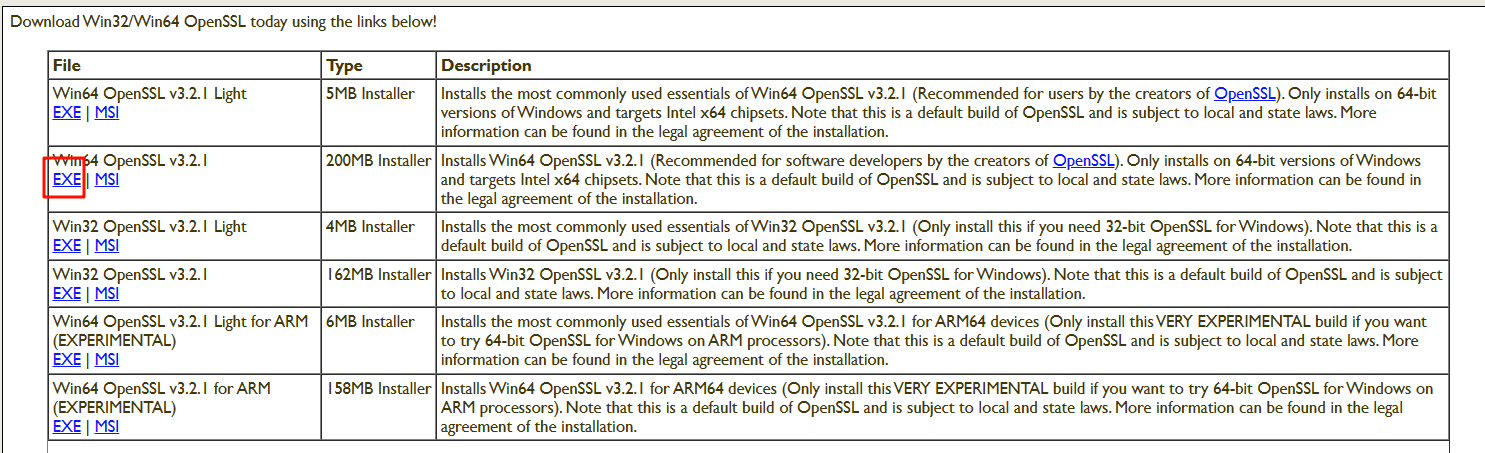 Download Win32/Win64 OpenSSL today using the links below!
File Type Description
Win64 OpenSSL v3.2.1 Light
EXE | MSI
5MB Installer
Installs the most commonly used essentials of Win64 OpenSSL v3.2.1 (Recommended for users by the creators of OpenSSL). Only installs on 64-bit
versions of Windows and targets Intel x64 chipsets. Note that this is a default build of OpenSSL and is subject to local and state laws. More
information can be found in the legal agreement of the installation.
Win64 OpenSSL v3.2.1
EXE | MSI
200MB Installer
Installs Win64 OpenSSL v3.2.1 (Recommended for software developers by the creators of OpenSSL). Only installs on 64-bit versions of Windows
and targets Intel x64 chipsets. Note that this is a default build of OpenSSL and is subject to local and state laws. More information can be found in
the legal agreement of the installation.
Win32 OpenSSL v3.2.1 Light
EXE | MSI
4MB Installer
Installs the most commonly used essentials of Win32 OpenSSL v3.2.1 (Only install this if you need 32-bit OpenSSL for Windows). Note that this is a
default build of OpenSSL and is subject to local and state laws. More information can be found in the legal agreement of the installation.
Win32 OpenSSL v3.2.1
EXE | MSI
162MB Installer
Installs Win32 OpenSSL v3.2.1 (Only install this if you need 32-bit OpenSSL for Windows). Note that this is a default build of OpenSSL and is subject
to local and state laws. More information can be found in the legal agreement of the installation.
Win64 OpenSSL v3.2.1 Light for ARM
(EXPERIMENTAL)
EXE | MSI
6MB Installer
Installs the most commonly used essentials of Win64 OpenSSL v3.2.1 for ARM64 devices (Only install this VERY EXPERIMENTAL build if you want
to try 64-bit OpenSSL for Windows on ARM processors). Note that this is a default build of OpenSSL and is subject to local and state laws. More
information can be found in the legal agreement of the installation.
Win64 OpenSSL v3.2.1 for ARM
(EXPERIMENTAL)
EXE | MSI
158MB Installer
Installs Win64 OpenSSL v3.2.1 for ARM64 devices (Only install this VERY EXPERIMENTAL build if you want to try 64-bit OpenSSL for Windows on
ARM processors). Note that this is a default build of OpenSSL and is subject to local and state laws. More information can be found in the legal
agreement of the installation.